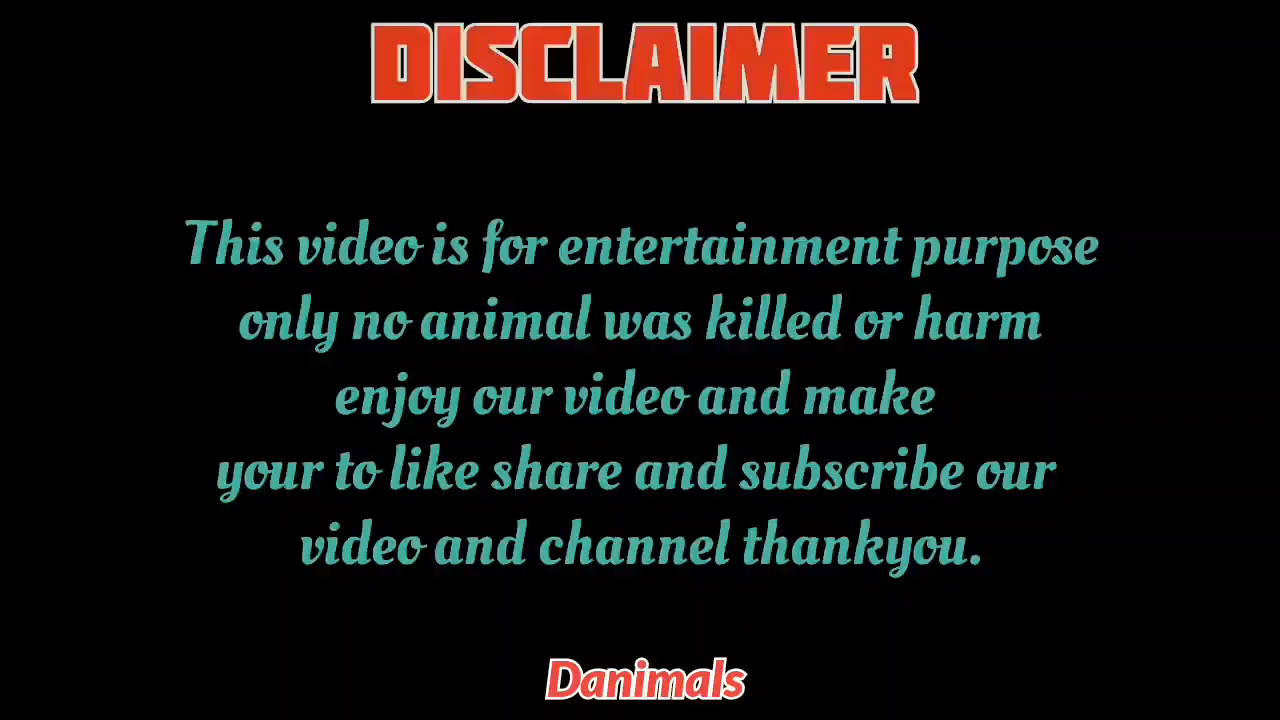 DISCLAIMER
This video is for entertainment purpose
only no animal was killed or harm
enjoy our video and make
your to like share and subscribe our
video and channel thankyou.
Danimals